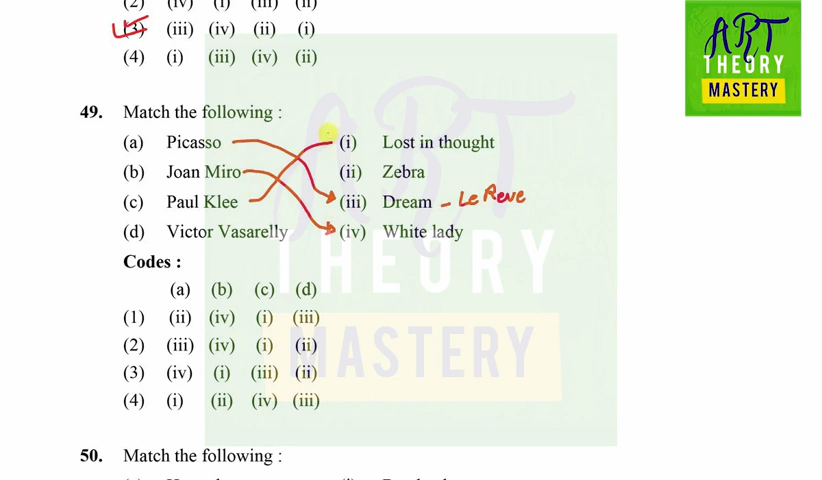 (2) (iv) (i) (iii) (ii)
(3) (iii) (iv) (ii) (i)
(4) (i) (iii) (iv) (ii)
ART
THEORY
MASTERY
49. Match the following :
(a) Picasso (i) Lost in thought
(b) Joan Miro (ii) Zebra
(c) Paul Klee (iii) Dream - Le Reve
(d) Victor Vasarelly (iv) White lady
Codes :
(a) (b) (c) (d)
(1) (ii) (iv) (i) (iii)
(2) (iii) (iv) (i) (ii)
(3) (iv) (i) (iii) (ii)
(4) (i) (ii) (iv) (iii)
ART
THEORY
MASTERY
50. Match the following :